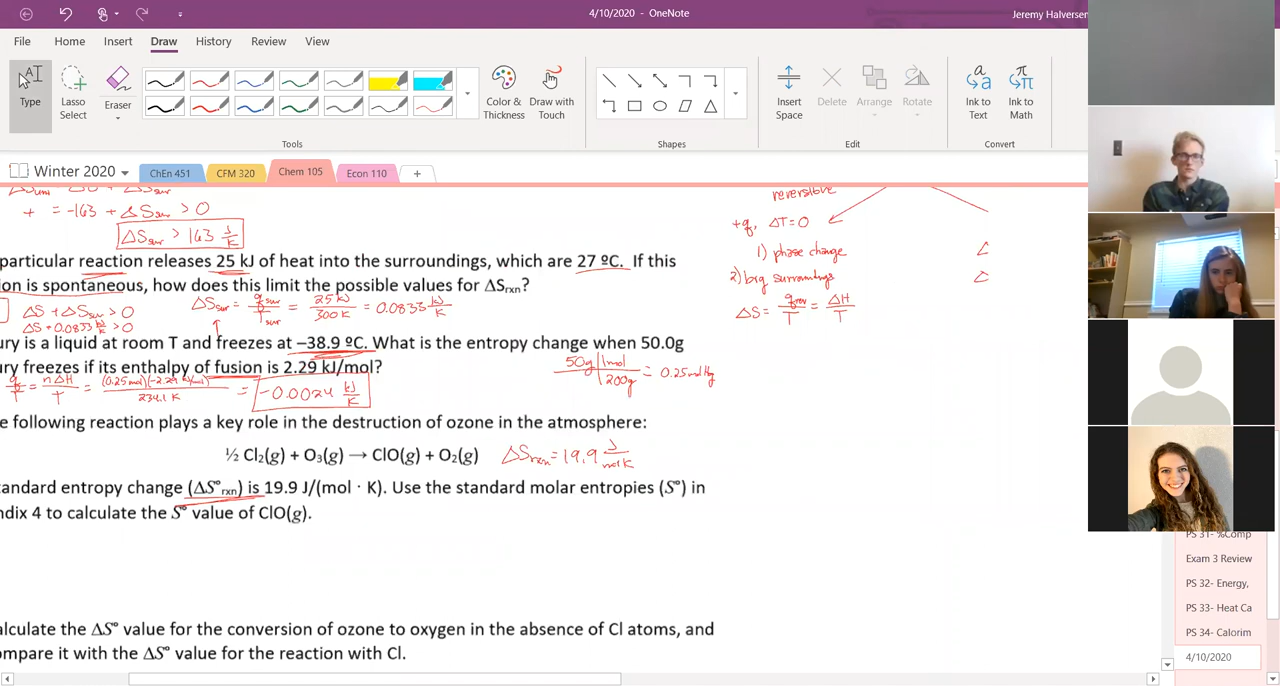 4/10/2020 - OneNote
Jeremy Halversen
File Home Insert Draw History Review View
Type
Lasso Select
Eraser
Color & Thickness
Draw with Touch
Insert Space
Delete
Arrange
Rotate
Ink to Text
Ink to Math
Tools
Shapes
Edit
Convert
Winter 2020
ChEn 451
CFM 320
Chem 105
Econ 110
+
+ = -163 + ΔSsur > 0
ΔSsur > 163 J/K
particular reaction releases 25 kJ of heat into the surroundings, which are 27 ºC. If this
ion is spontaneous, how does this limit the possible values for ΔSrxn?
ΔS + ΔSsur > 0
ΔS + 0.0833 kJ/K > 0
ΔSsur = qsur/Tsur = 25 kJ/300 K = 0.0833 kJ/K
ury is a liquid at room T and freezes at –38.9 ºC. What is the entropy change when 50.0g
ury freezes if its enthalpy of fusion is 2.29 kJ/mol?
50g | 1mol / 200g = 0.25 mol Hg
q/T = nΔH/T = (0.25 mol)(-2.29 kJ/mol)/234.1 K = -0.0024 kJ/K
e following reaction plays a key role in the destruction of ozone in the atmosphere:
½ Cl2(g) + O3(g) → ClO(g) + O2(g)
ΔSrxn = 19.9 J/mol K
tandard entropy change (ΔS°rxn) is 19.9 J/(mol · K). Use the standard molar entropies (S°) in
ndix 4 to calculate the S° value of ClO(g).
alculate the ΔS° value for the conversion of ozone to oxygen in the absence of Cl atoms, and
ompare it with the ΔS° value for the reaction with Cl.
reversible
+q, ΔT=0
1) phase change
2) big surroundings
ΔS = qrev/T = ΔH/T
PS 31- %Comp
Exam 3 Review
PS 32- Energy,
PS 33- Heat Ca
PS 34- Calorim
4/10/2020